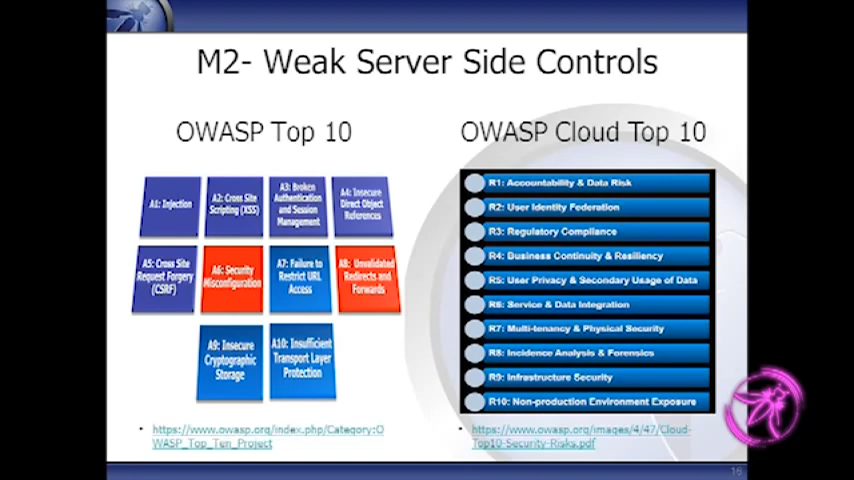 M2- Weak Server Side Controls
OWASP Top 10
A1: Injection
A2: Cross Site
Scripting (XSS)
A3: Broken
Authentication
and Session
Management
A4: Insecure
Direct Object
References
A5: Cross Site
Request Forgery
(CSRF)
A6: Security
Misconfiguration
A7: Failure to
Restrict URL
Access
A8: Unvalidated
Redirects and
Forwards
A9: Insecure
Cryptographic
Storage
A10: Insufficient
Transport Layer
Protection
• https://www.owasp.org/index.php/Category:O
WASP_Top_Ten_Project
OWASP Cloud Top 10
R1: Accountability & Data Risk
R2: User Identity Federation
R3: Regulatory Compliance
R4: Business Continuity & Resiliency
R5: User Privacy & Secondary Usage of Data
R6: Service & Data Integration
R7: Multi-tenancy & Physical Security
R8: Incidence Analysis & Forensics
R9: Infrastructure Security
R10: Non-production Environment Exposure
• https://www.owasp.org/images/4/47/Cloud-
Top10-Security-Risks.pdf
16